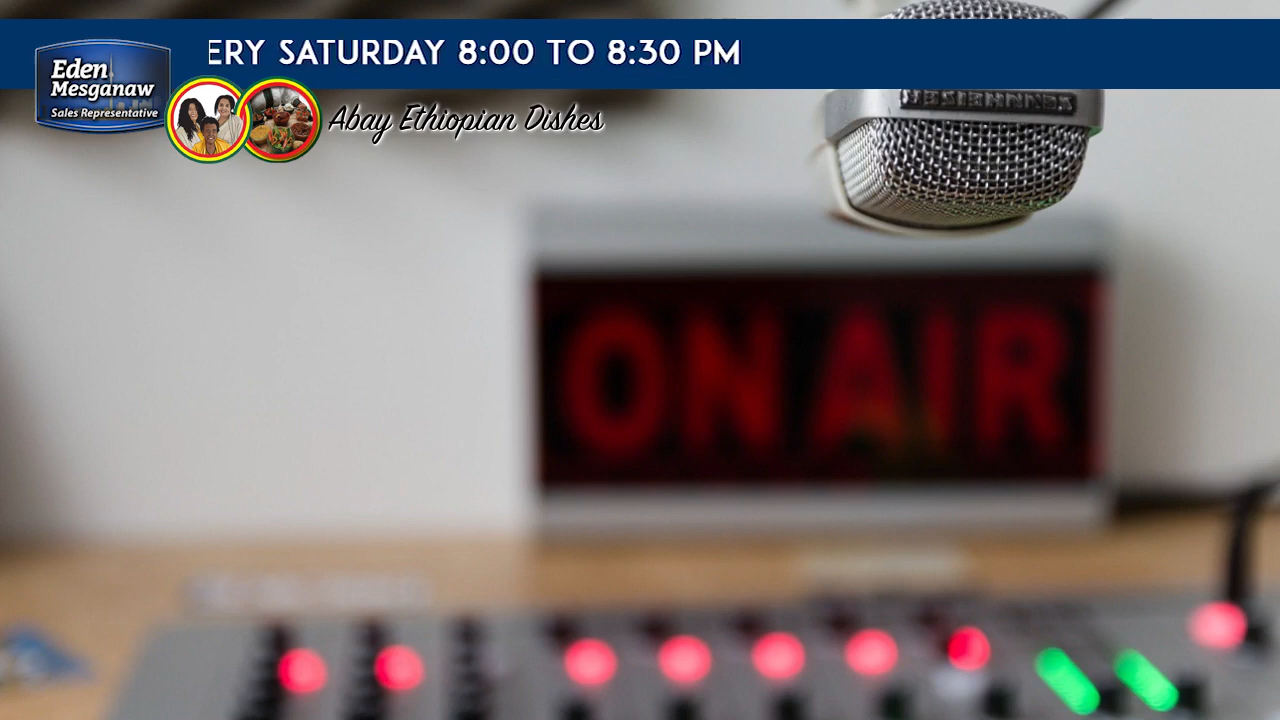 ERY SATURDAY 8:00 TO 8:30 PM
Eden
Mesganaw
Sales Representative
Abay Ethiopian Dishes
ON AIR